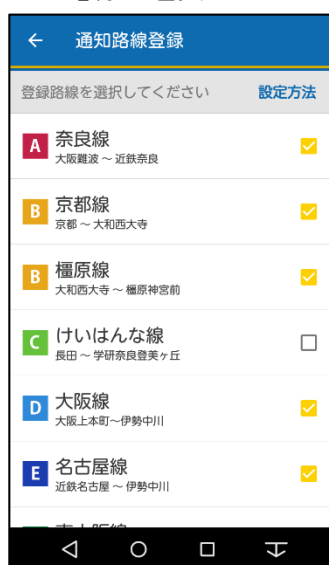 ← 通知路線登録
登録路線を選択してください 設定方法
A 奈良線
大阪難波 ~ 近鉄奈良
B 京都線
京都 ~ 大和西大寺
B 橿原線
大和西大寺 ~ 橿原神宮前
C けいはんな線
長田 ~ 学研奈良登美ヶ丘
D 大阪線
大阪上本町~伊勢中川
E 名古屋線
近鉄名古屋 ~ 伊勢中川